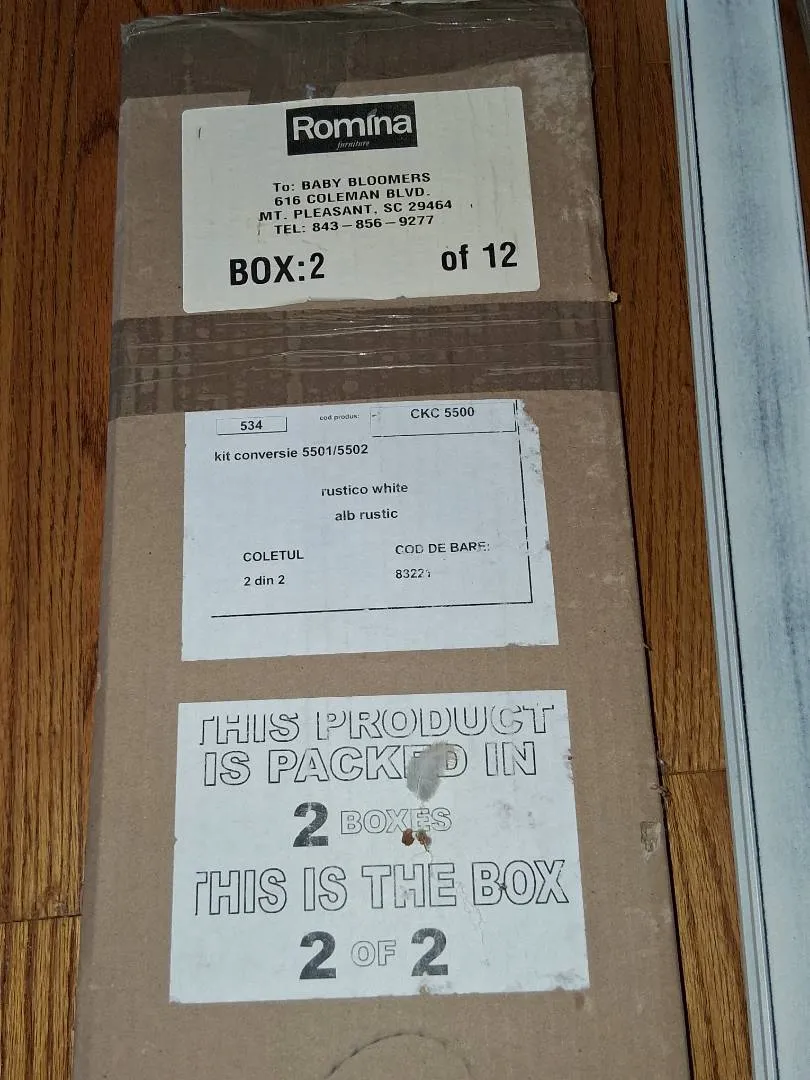 Romina
furniture
To: BABY BLOOMERS
616 COLEMAN BLVD.
MT. PLEASANT, SC 29464
TEL: 843-856-9277
BOX:2 of 12
534 cod produs: CKC 5500
kit conversie 5501/5502
rustico white
alb rustic
COLETUL COD DE BARE:
2 din 2
THIS PRODUCT
IS PACKED IN
2 BOXES
THIS IS THE BOX
2 OF 2